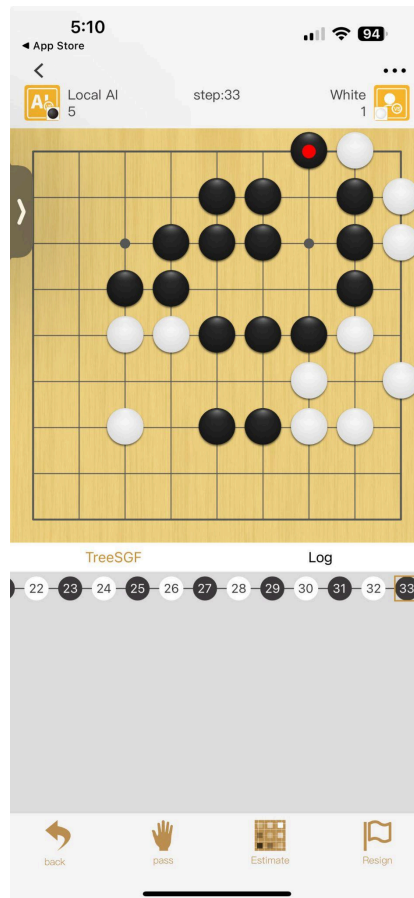 5:10
94
App Store
Local AI
5
step:33
White
1
TreeSGF
Log
22 23 24 25 26 27 28 29 30 31 32 33
back
pass
Estimate
Resign